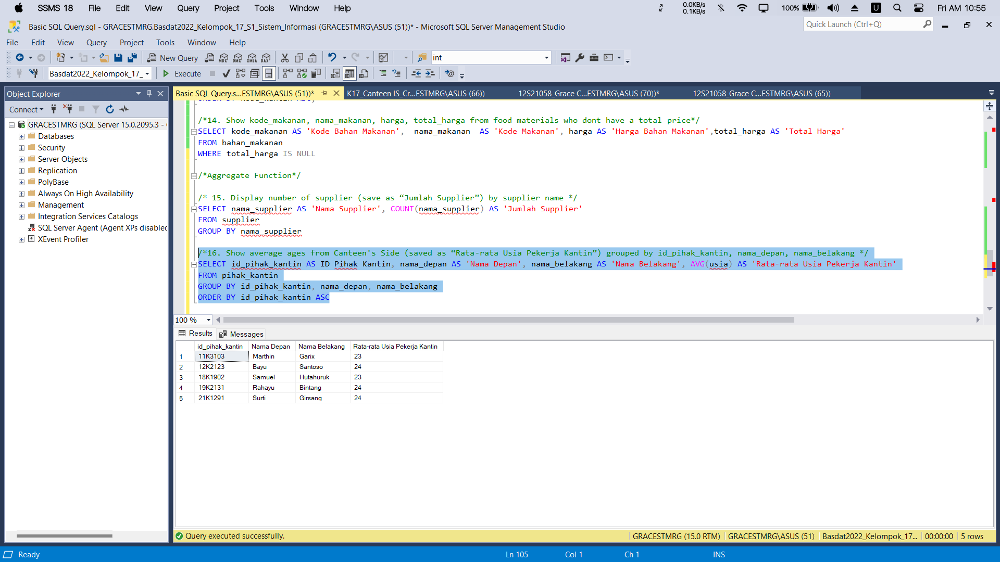 SSMS 18 File Edit View Query Project Tools Window Help 0.0KB/s 0.1KB/s 100% U Fri AM 10:55
Basic SQL Query.sql - GRACESTMRG.Basdat2022_Kelompok_17_S1_Sistem_Informasi (GRACESTMRG\ASUS (51))* - Microsoft SQL Server Management Studio
Quick Launch (Ctrl+Q)
File Edit View Query Project Tools Window Help
New Query MDX DMX XMLA DAX int
Basdat2022_Kelompok_17_ Execute
Object Explorer
Connect
GRACESTMRG (SQL Server 15.0.2095.3 -
Databases
Security
Server Objects
Replication
PolyBase
Always On High Availability
Management
Integration Services Catalogs
SQL Server Agent (Agent XPs disabled
XEvent Profiler
Basic SQL Query.s...ESTMRG\ASUS (51))* K17_Canteen IS_Cr...ESTMRG\ASUS (66)) 12S21058_Grace C...ESTMRG\ASUS (70))* 12S21058_Grace C...ESTMRG\ASUS (65))
/*14. Show kode_makanan, nama_makanan, harga, total_harga from food materials who dont have a total price*/
SELECT kode_makanan AS 'Kode Bahan Makanan', nama_makanan AS 'Kode Makanan', harga AS 'Harga Bahan Makanan',total_harga AS 'Total Harga'
FROM bahan_makanan
WHERE total_harga IS NULL
/*Aggregate Function*/
/* 15. Display number of supplier (save as “Jumlah Supplier”) by supplier name */
SELECT nama_supplier AS 'Nama Supplier', COUNT(nama_supplier) AS 'Jumlah Supplier'
FROM supplier
GROUP BY nama_supplier
/*16. Show average ages from Canteen's Side (saved as “Rata-rata Usia Pekerja Kantin”) grouped by id_pihak_kantin, nama_depan, nama_belakang */
SELECT id_pihak_kantin AS ID Pihak Kantin, nama_depan AS 'Nama Depan', nama_belakang AS 'Nama Belakang', AVG(usia) AS 'Rata-rata Usia Pekerja Kantin'
FROM pihak_kantin
GROUP BY id_pihak_kantin, nama_depan, nama_belakang
ORDER BY id_pihak_kantin ASC
100 %
Results Messages
id_pihak_kantin Nama Depan Nama Belakang Rata-rata Usia Pekerja Kantin
1 11K3103 Marthin Garix 23
2 12K2123 Bayu Santoso 24
3 18K1902 Samuel Hutahuruk 23
4 19K2131 Rahayu Bintang 24
5 21K1291 Surti Girsang 24
Query executed successfully. GRACESTMRG (15.0 RTM) GRACESTMRG\ASUS (51) Basdat2022_Kelompok_17... 00:00:00 5 rows
Ready Ln 105 Col 1 Ch 1 INS